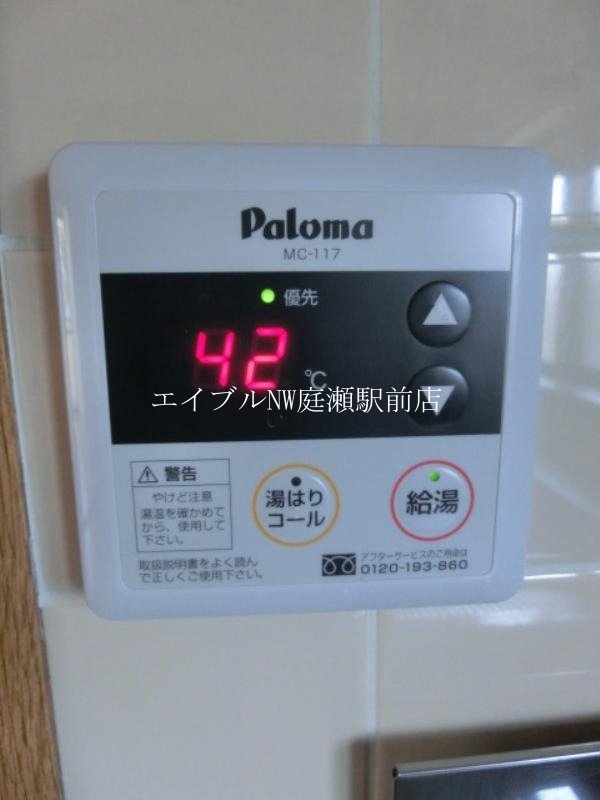 Paloma
MC-117
優先
42
℃
エイブルNW庭瀬駅前店
警告
やけど注意
湯温を確かめて
から、使用して
下さい。
取扱説明書をよく読ん
で正しくご使用下さい。
湯はり
コール
給湯
アフターサービスのご用命は
0120-193-860